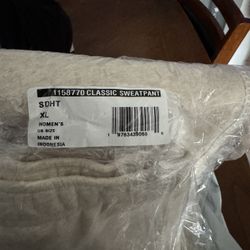 1158770 CLASSIC SWEATPANT
SDHT
XL
WOMEN'S
US SIZE
MADE IN
INDONESIA